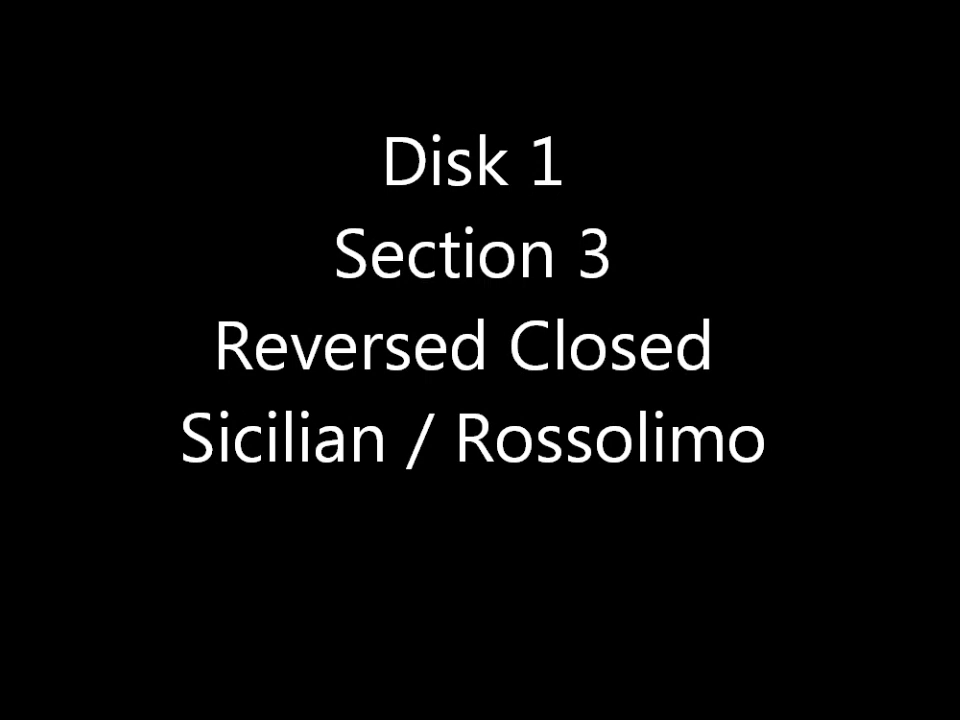 Disk 1
Section 3
Reversed Closed
Sicilian / Rossolimo